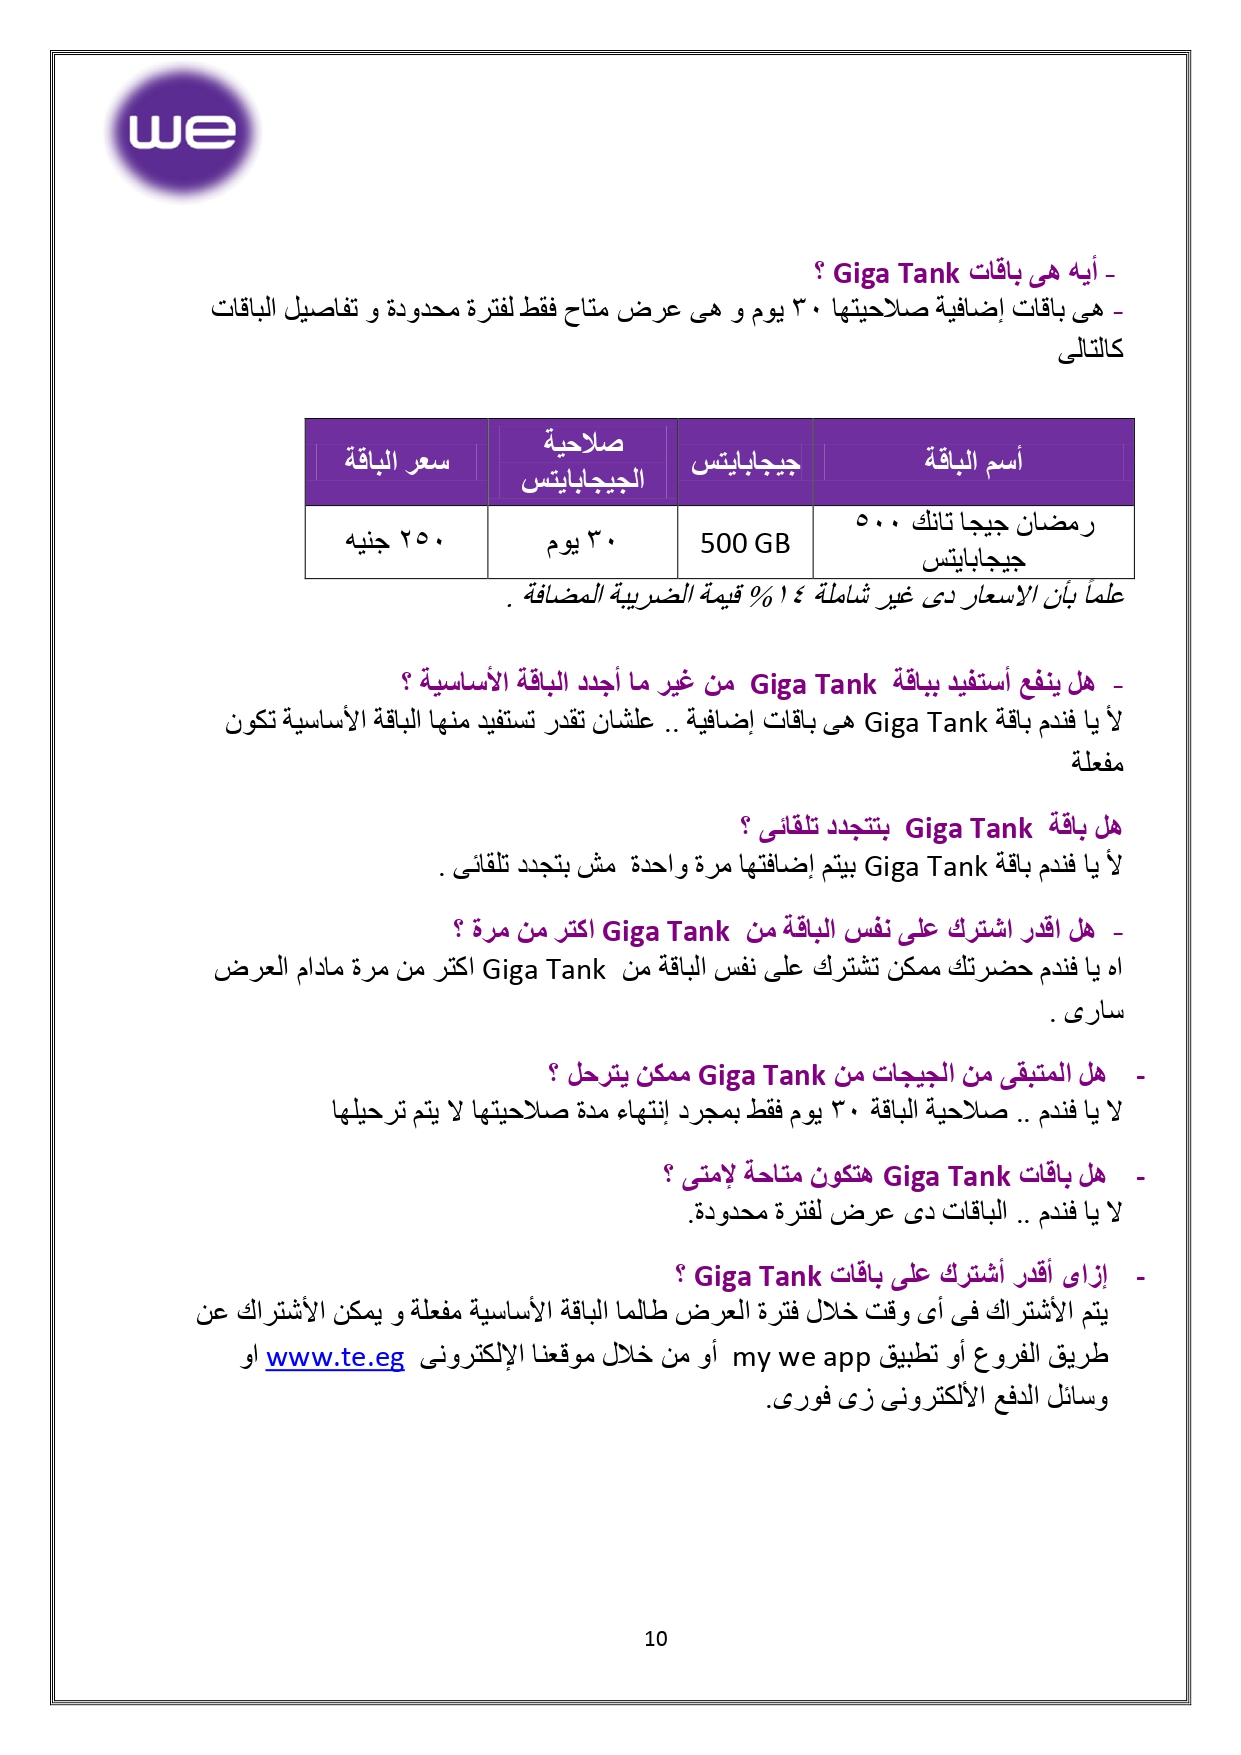 we
- أيه هى باقات Giga Tank ؟
- هى باقات إضافية صلاحيتها ٣٠ يوم و هى عرض متاح فقط لفترة محدودة و تفاصيل الباقات
كالتالى
أسم الباقة جيجابايتس صلاحية الجيجابايتس سعر الباقة
رمضان جيجا تانك ٥٠٠ جيجابايتس 500 GB ٣٠ يوم ٢٥٠ جنيه
علماً بأن الاسعار دى غير شاملة ١٤% قيمة الضريبة المضافة .
- هل ينفع أستفيد بباقة Giga Tank من غير ما أجدد الباقة الأساسية ؟
لأ يا فندم باقة Giga Tank هى باقات إضافية .. علشان تقدر تستفيد منها الباقة الأساسية تكون
مفعلة
هل باقة Giga Tank بتتجدد تلقائى ؟
لأ يا فندم باقة Giga Tank بيتم إضافتها مرة واحدة مش بتجدد تلقائى .
- هل اقدر اشترك على نفس الباقة من Giga Tank اكتر من مرة ؟
اه يا فندم حضرتك ممكن تشترك على نفس الباقة من Giga Tank اكتر من مرة مادام العرض
سارى .
- هل المتبقى من الجيجات من Giga Tank ممكن يترحل ؟
لا يا فندم .. صلاحية الباقة ٣٠ يوم فقط بمجرد إنتهاء مدة صلاحيتها لا يتم ترحيلها
- هل باقات Giga Tank هتكون متاحة لإمتى ؟
لا يا فندم .. الباقات دى عرض لفترة محدودة.
- إزاى أقدر أشترك على باقات Giga Tank ؟
يتم الأشتراك فى أى وقت خلال فترة العرض طالما الباقة الأساسية مفعلة و يمكن الأشتراك عن
طريق الفروع أو تطبيق my we app أو من خلال موقعنا الإلكترونى www.te.eg او
وسائل الدفع الألكترونى زى فورى.
10